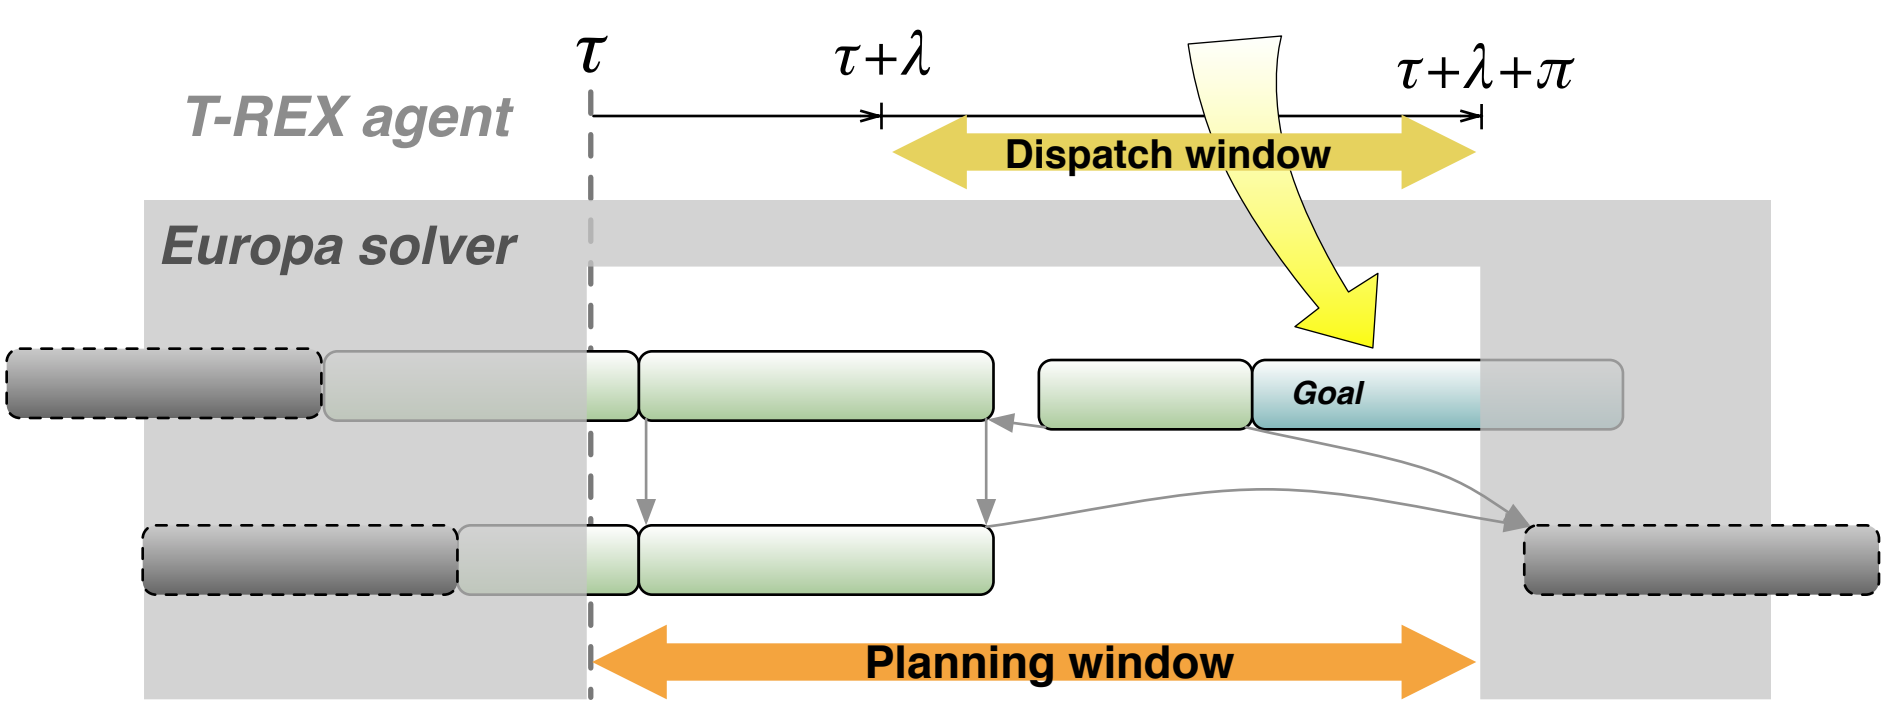 τ
τ+λ
τ+λ+π
T-REX agent
Dispatch window
Europa solver
Goal
Planning window